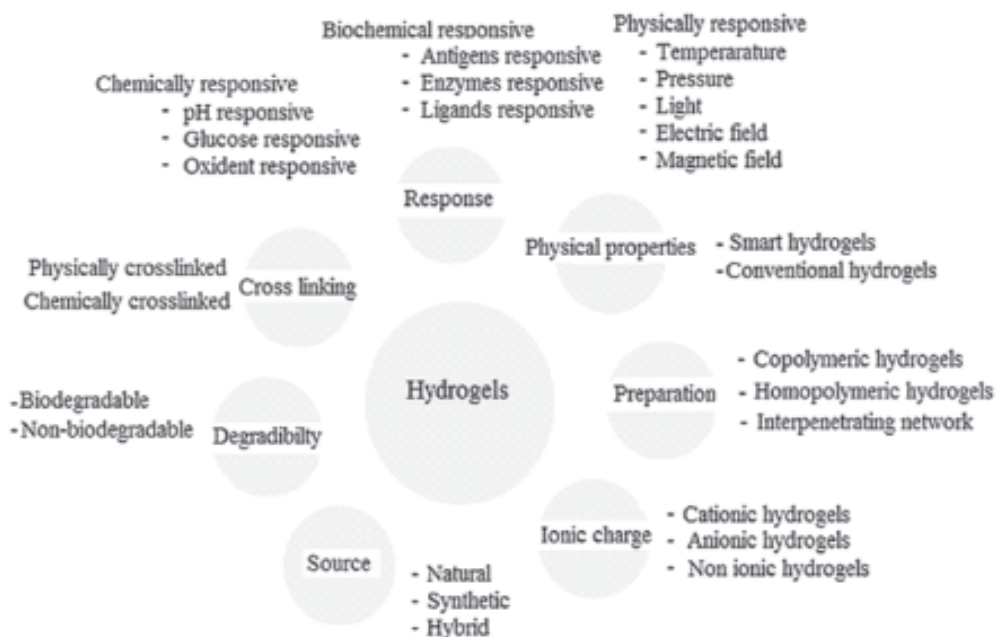 Biochemical responsive
- Antigens responsive
- Enzymes responsive
- Ligands responsive
Physically responsive
- Temperarature
- Pressure
- Light
- Electric field
- Magnetic field
Chemically responsive
- pH responsive
- Glucose responsive
- Oxident responsive
Response
Physical properties
- Smart hydrogels
-Conventional hydrogels
Physically crosslinked
Chemically crosslinked
Cross linking
Hydrogels
Preparation
- Copolymeric hydrogels
- Homopolymeric hydrogels
- Interpenetrating network
-Biodegradable
-Non-biodegradable
Degradibilty
Ionic charge
- Cationic hydrogels
- Anionic hydrogels
- Non ionic hydrogels
Source
- Natural
- Synthetic
- Hybrid